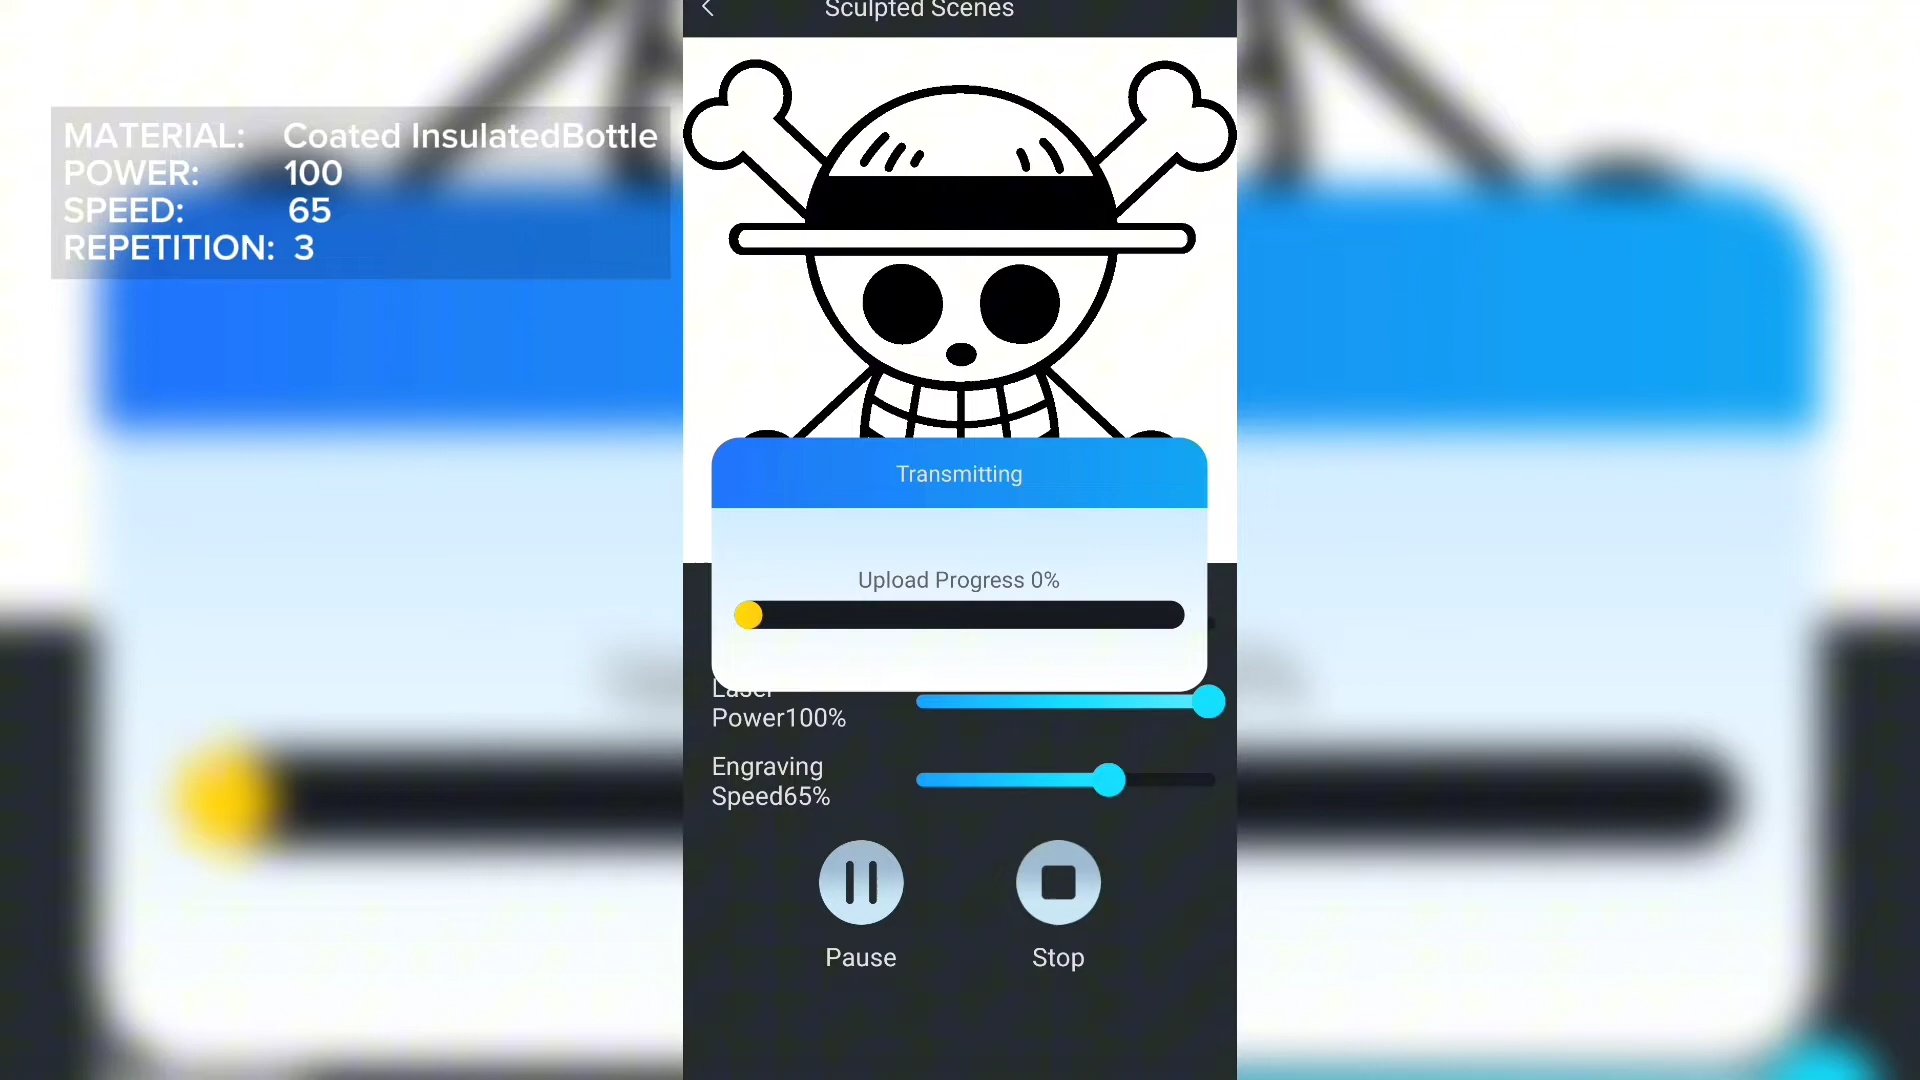 Sculpted Scenes
MATERIAL: Coated InsulatedBottle
POWER: 100
SPEED: 65
REPETITION: 3
Transmitting
Upload Progress 0%
Laser
Power100%
Engraving
Speed65%
Pause
Stop